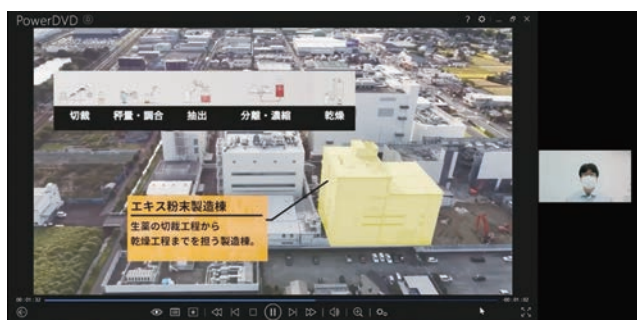 PowerDVD
切裁 秤量・調合 抽出 分離・濃縮 乾燥
エキス粉末製造棟
生薬の切裁工程から
乾燥工程までを担う製造棟。